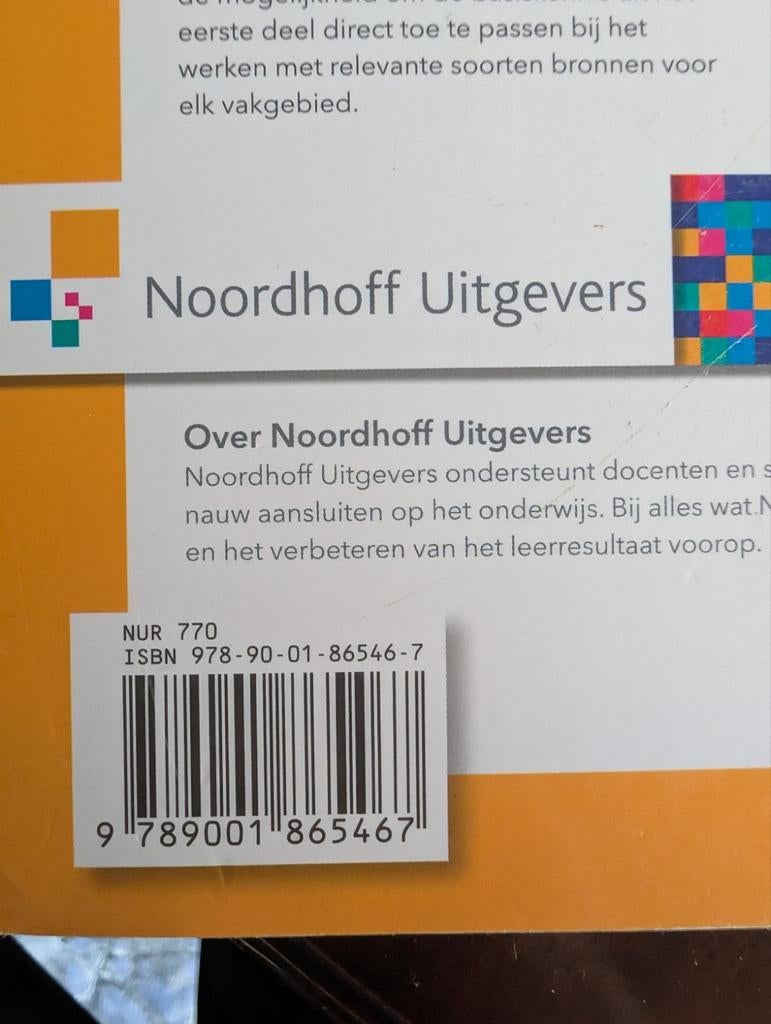 eerste deel direct toe te passen bij het
werken met relevante soorten bronnen voor
elk vakgebied.
Noordhoff Uitgevers
Over Noordhoff Uitgevers
Noordhoff Uitgevers ondersteunt docenten en
nauw aansluiten op het onderwijs. Bij alles wat
en het verbeteren van het leerresultaat voorop.
NUR 770
ISBN 978-90-01-86546-7
9 789001 865467